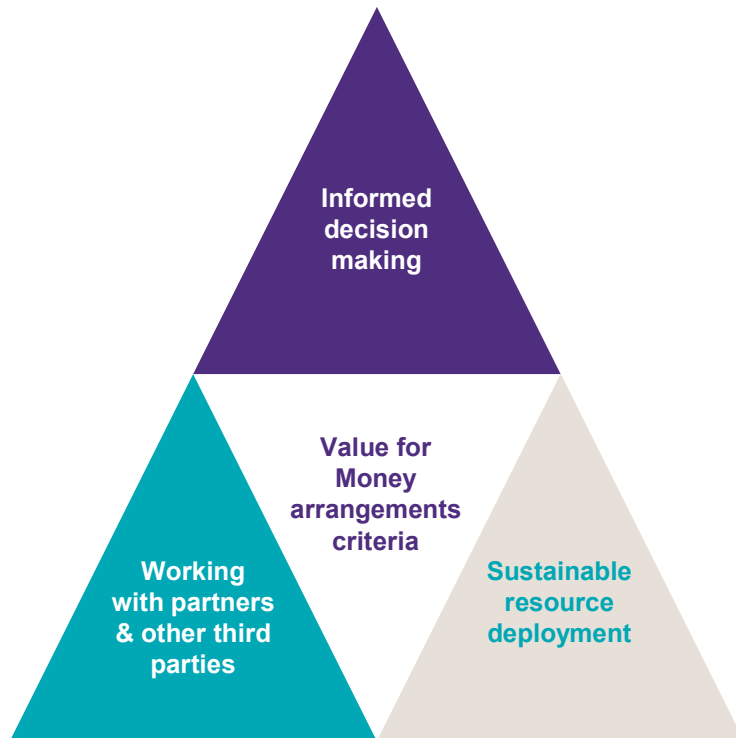 Informed
decision
making
Value for
Money
arrangements
criteria
Working
with partners
& other third
parties
Sustainable
resource
deployment